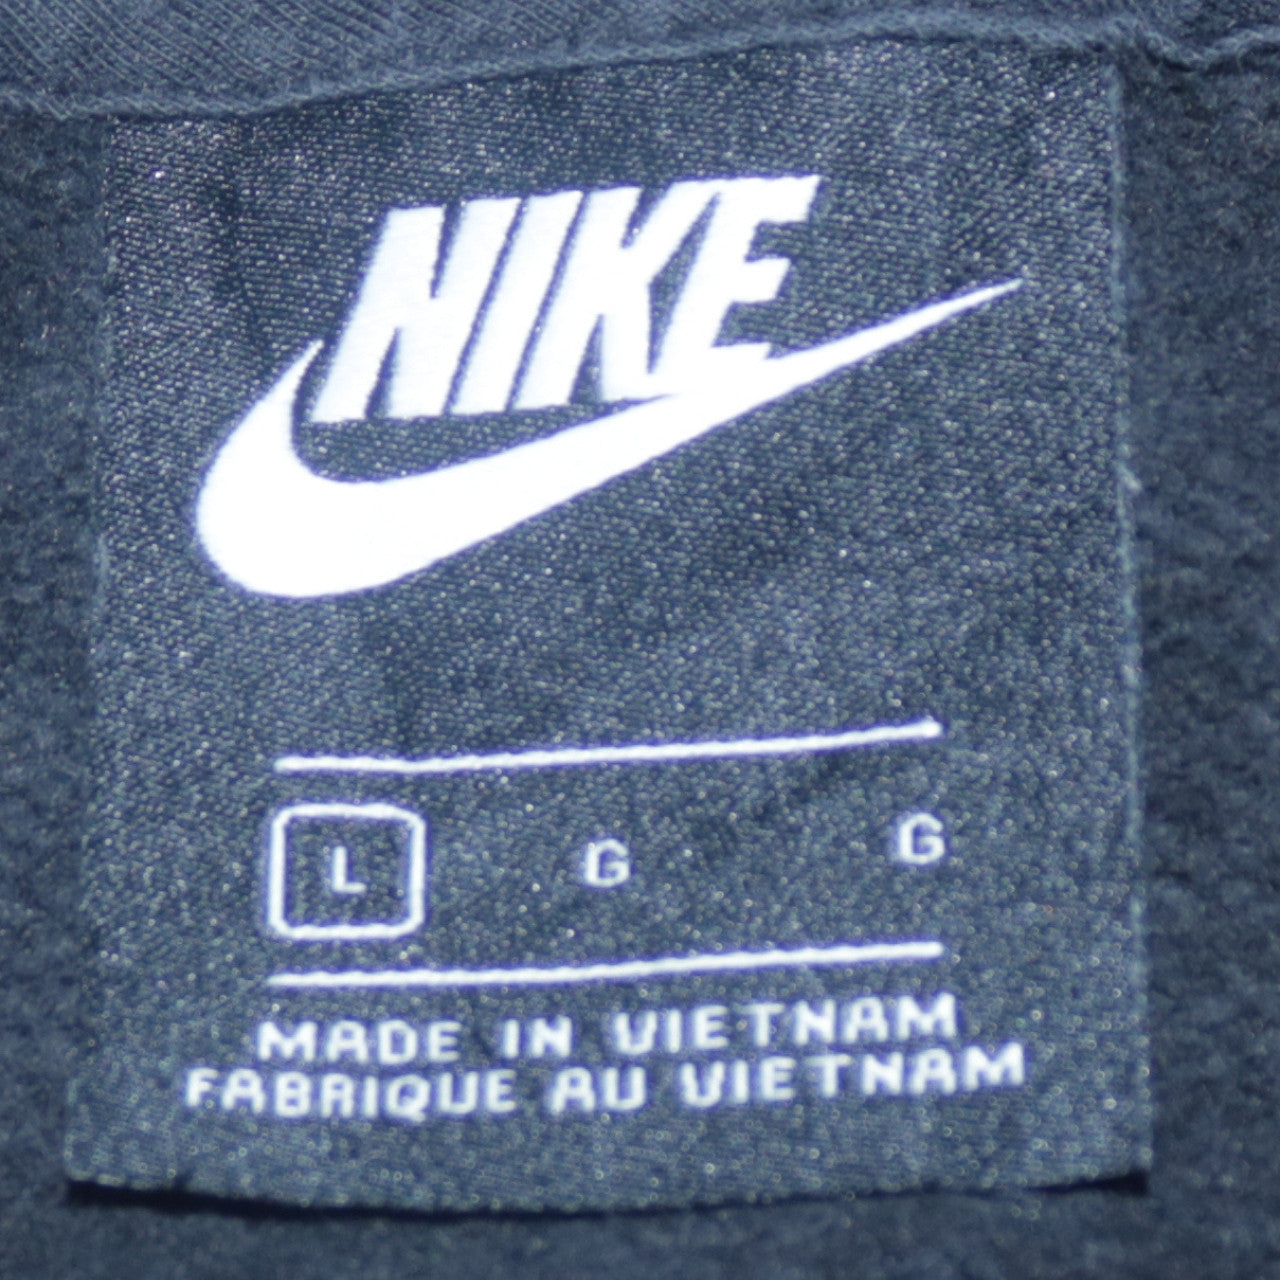 NIKE
L G G
MADE IN VIETNAM
FABRIQUE AU VIETNAM